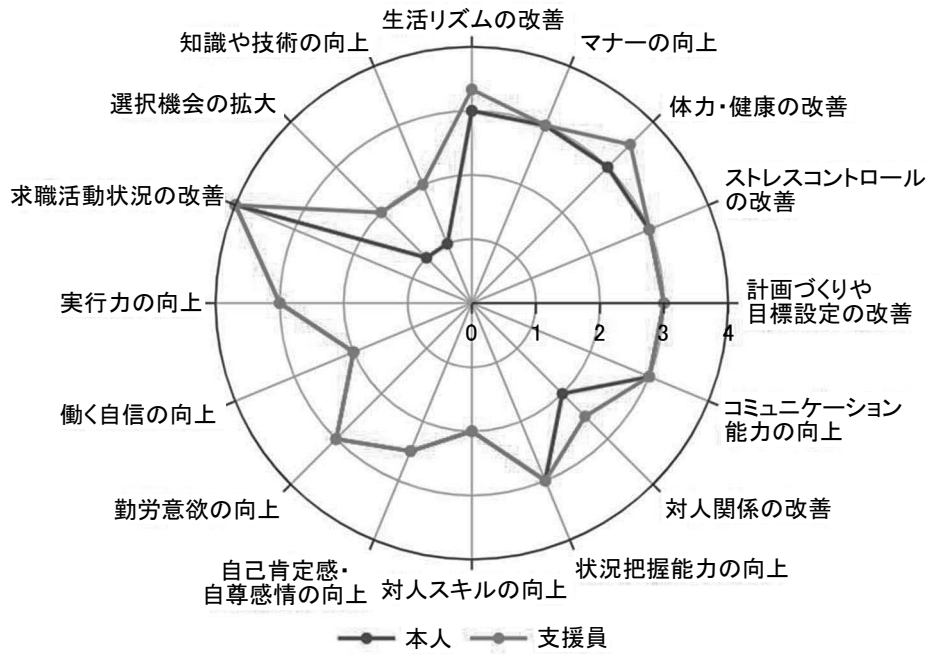 生活リズムの改善
マナーの向上
体力・健康の改善
ストレスコントロール
の改善
計画づくりや
目標設定の改善
コミュニケーション
能力の向上
対人関係の改善
状況把握能力の向上
対人スキルの向上
自己肯定感・
自尊感情の向上
勤労意欲の向上
働く自信の向上
実行力の向上
求職活動状況の改善
選択機会の拡大
知識や技術の向上
0 1 2 3 4
本人 支援員